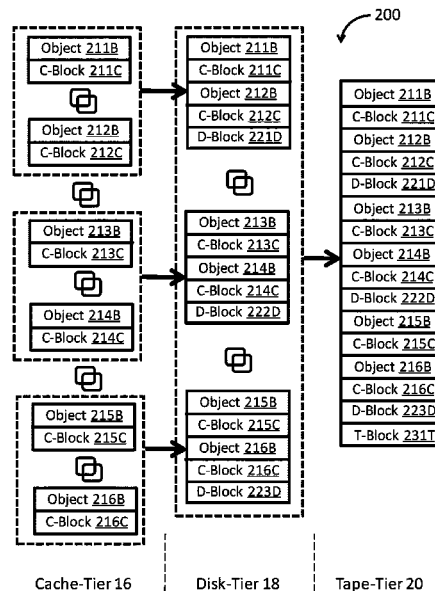 200
Object 211B
C-Block 211C
Object 212B
C-Block 212C
Object 213B
C-Block 213C
Object 214B
C-Block 214C
Object 215B
C-Block 215C
Object 216B
C-Block 216C
Cache-Tier 16
Object 211B
C-Block 211C
Object 212B
C-Block 212C
D-Block 221D
Object 213B
C-Block 213C
Object 214B
C-Block 214C
D-Block 222D
Object 215B
C-Block 215C
Object 216B
C-Block 216C
D-Block 223D
Disk-Tier 18
Object 211B
C-Block 211C
Object 212B
C-Block 212C
D-Block 221D
Object 213B
C-Block 213C
Object 214B
C-Block 214C
D-Block 222D
Object 215B
C-Block 215C
Object 216B
C-Block 216C
D-Block 223D
T-Block 231T
Tape-Tier 20